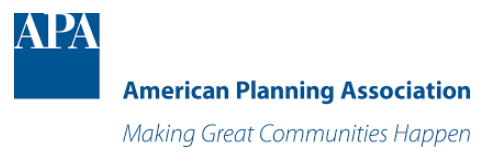 APA
American Planning Association
Making Great Communities Happen